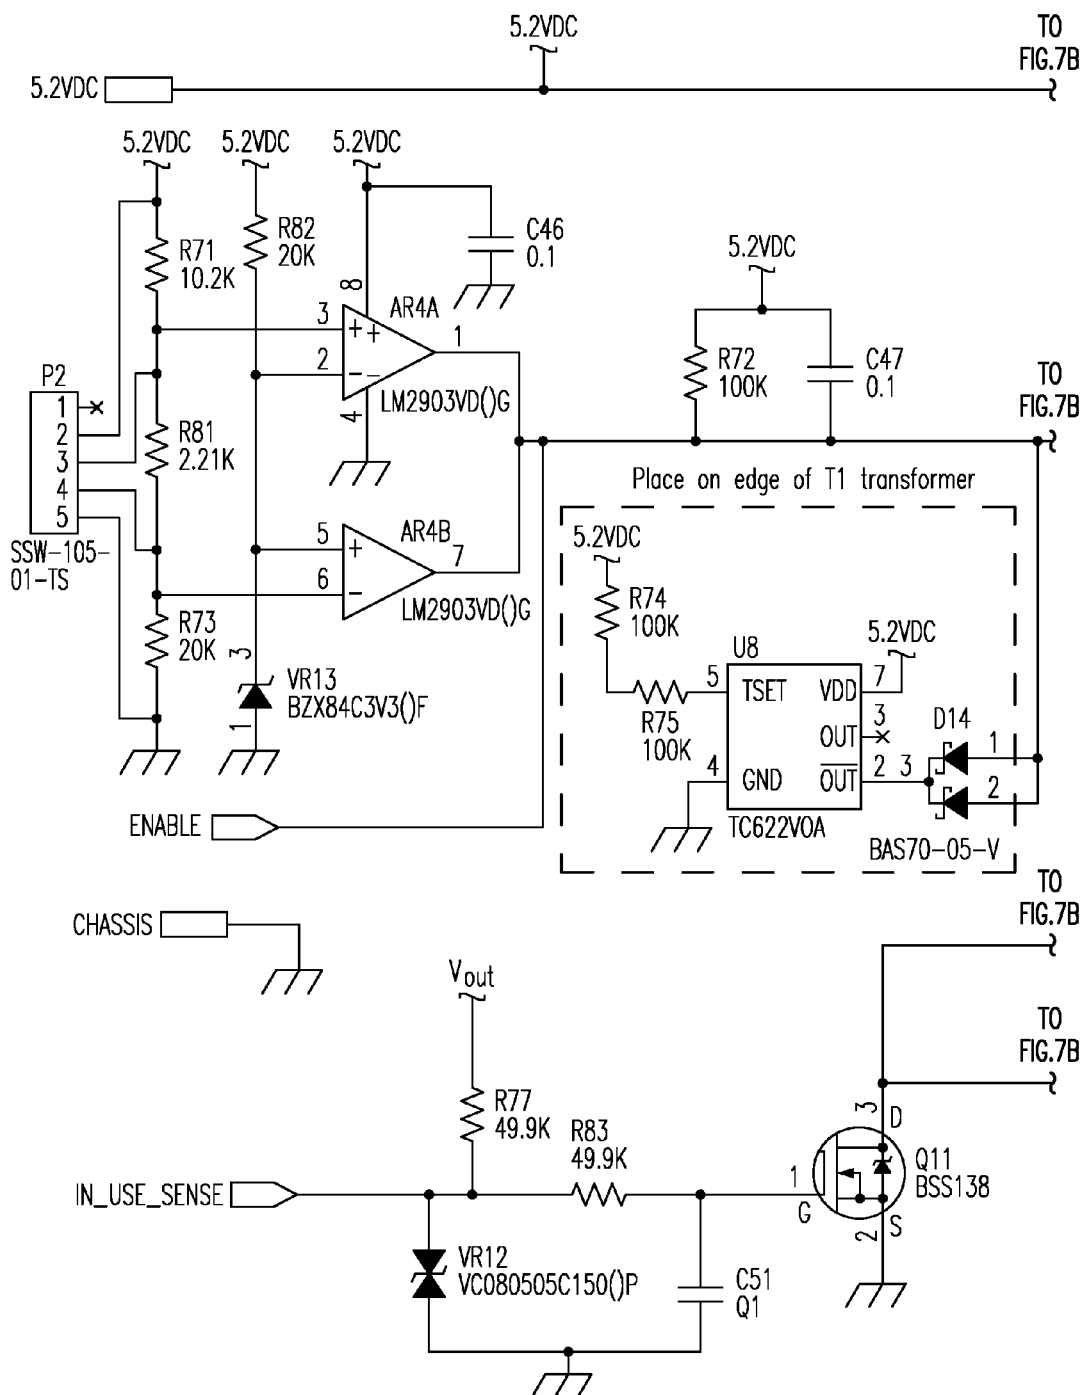 5.2VDC
TO
FIG.7B
5.2VDC
5.2VDC
5.2VDC
5.2VDC
R71
10.2K
R82
20K
C46
0.1
5.2VDC
8
AR4A
3
+
+
1
2
−
−
4
LM2903VD()G
R72
100K
C47
0.1
TO
FIG.7B
P2
1
2
3
4
5
SSW-105-
01-TS
R81
2.21K
Place on edge of T1 transformer
5
+
AR4B
7
6
−
LM2903VD()G
R73
20K
3
VR13
BZX84C3V3()F
1
5.2VDC
R74
100K
R75
100K
U8
5.2VDC
5
TSET
VDD
7
OUT
3
4
GND
OUT
2
TC622VOA
D14
3
1
2
BAS70-05-V
ENABLE
TO
FIG.7B
CHASSIS
Vout
TO
FIG.7B
R77
49.9K
R83
49.9K
IN_USE_SENSE
3
D
1
G
Q11
BSS138
2
S
VR12
VC080505C150()P
C51
Q1